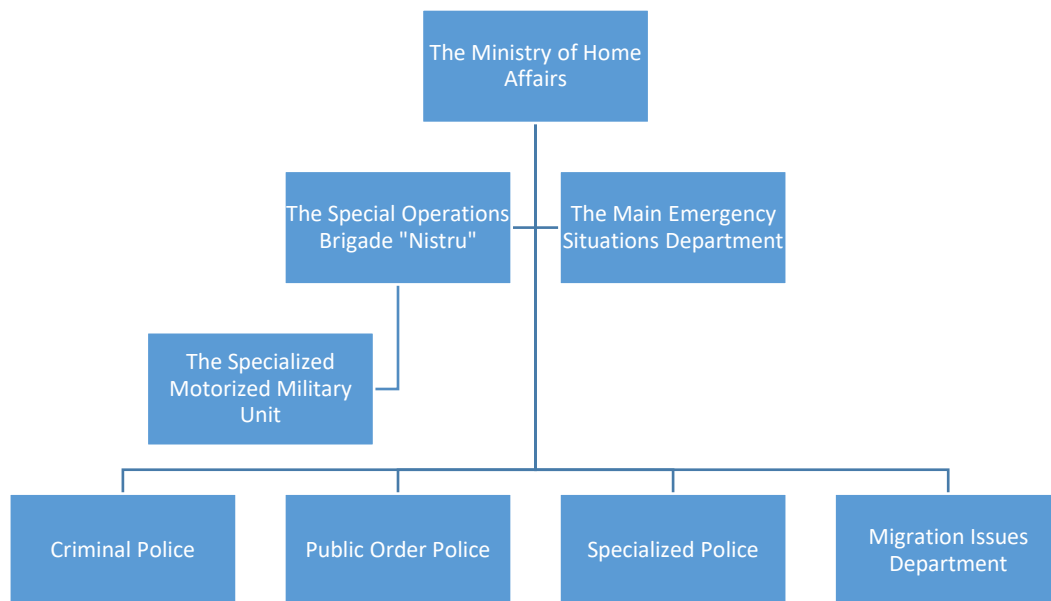 The Ministry of Home
Affairs
The Special Operations
Brigade "Nistru"
The Main Emergency
Situations Department
The Specialized
Motorized Military
Unit
Criminal Police
Public Order Police
Specialized Police
Migration Issues
Department